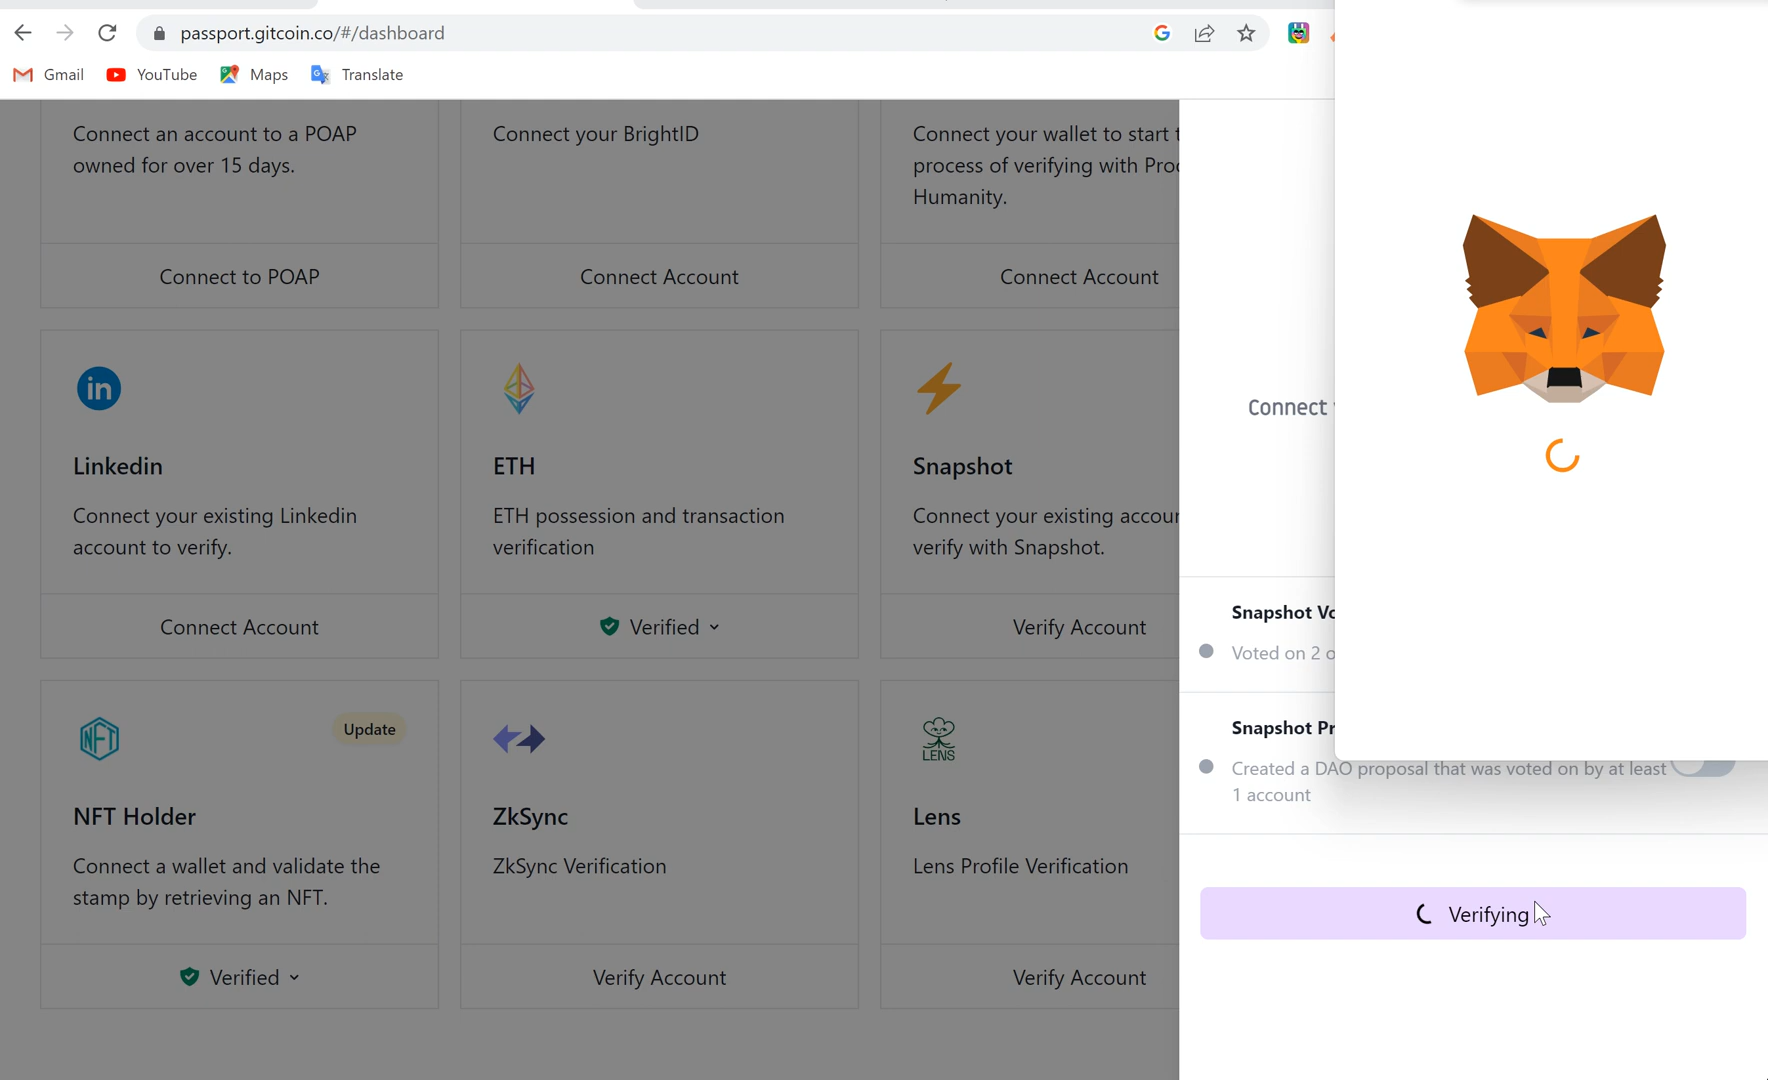 passport.gitcoin.co/#/dashboard
Gmail
YouTube
Maps
Translate
Connect an account to a POAP
owned for over 15 days.
Connect to POAP
Connect your BrightID
Connect Account
Connect your wallet to start
process of verifying with
Humanity.
Connect Account
in
Linkedin
Connect your existing Linkedin
account to verify.
Connect Account
ETH
ETH possession and transaction
verification
Verified
Snapshot
Connect your existing
verify with Snapshot.
Verify Account
NFT
Update
NFT Holder
Connect a wallet and validate the
stamp by retrieving an NFT.
Verified
ZkSync
ZkSync Verification
Verify Account
LENS
Lens
Lens Profile Verification
Verify Account
Connect
Snapshot
Voted on 2
Snapshot
Created a DAO proposal that was voted on by at least
1 account
Verifying